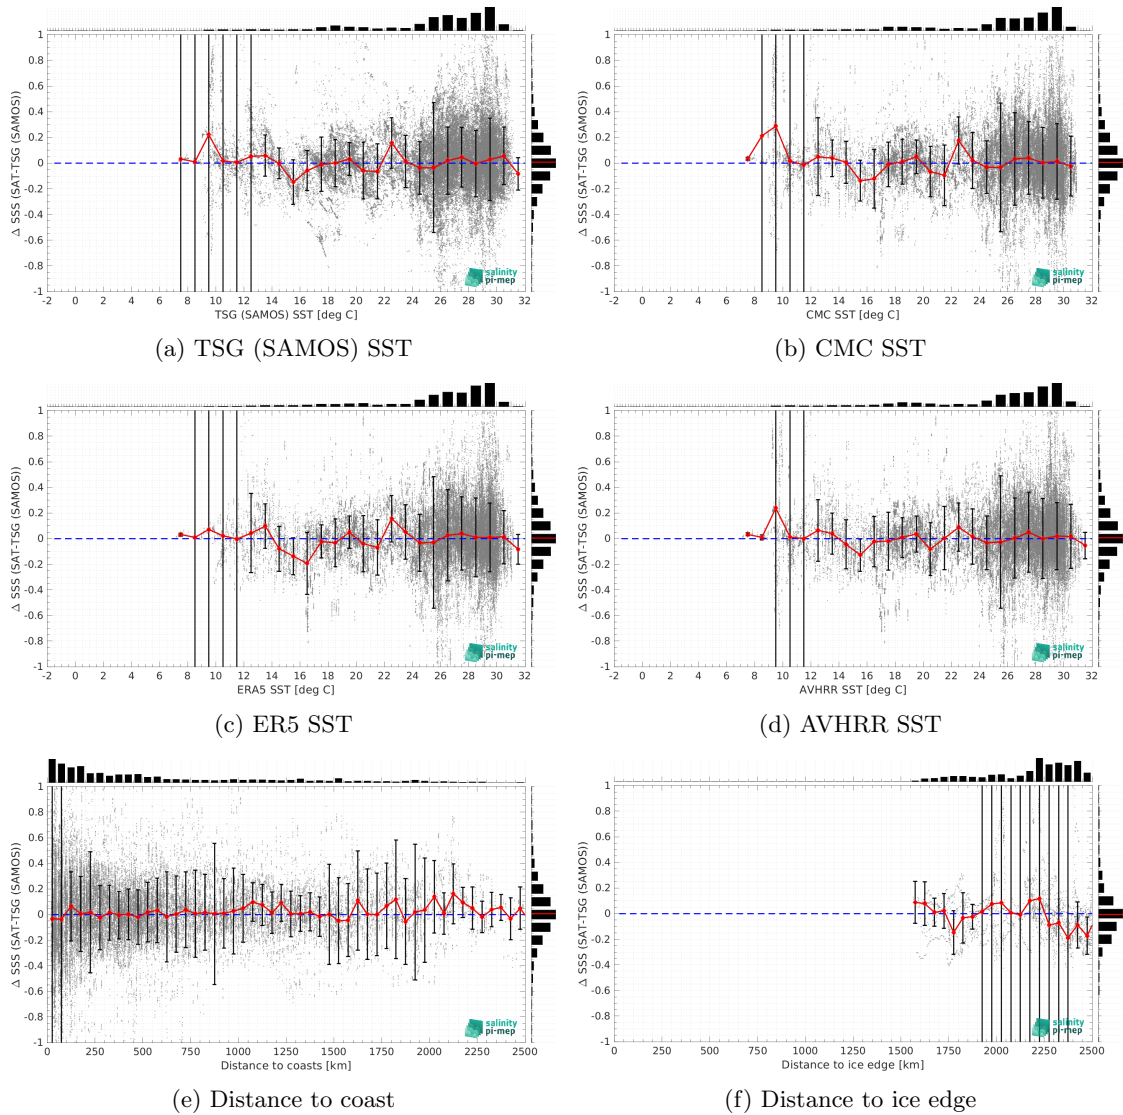 1
0.8
0.6
0.4
0.2
0
-0.2
-0.4
-0.6
-0.8
-1
Δ SSS (SAT-TSG (SAMOS))
salinity
pi-mep
-2 0 2 4 6 8 10 12 14 16 18 20 22 24 26 28 30 32
TSG (SAMOS) SST [deg C]
(a) TSG (SAMOS) SST
1
0.8
0.6
0.4
0.2
0
-0.2
-0.4
-0.6
-0.8
-1
Δ SSS (SAT-TSG (SAMOS))
salinity
pi-mep
-2 0 2 4 6 8 10 12 14 16 18 20 22 24 26 28 30 32
CMC SST [deg C]
(b) CMC SST
1
0.8
0.6
0.4
0.2
0
-0.2
-0.4
-0.6
-0.8
-1
Δ SSS (SAT-TSG (SAMOS))
salinity
pi-mep
-2 0 2 4 6 8 10 12 14 16 18 20 22 24 26 28 30 32
ERA5 SST [deg C]
(c) ER5 SST
1
0.8
0.6
0.4
0.2
0
-0.2
-0.4
-0.6
-0.8
-1
Δ SSS (SAT-TSG (SAMOS))
salinity
pi-mep
-2 0 2 4 6 8 10 12 14 16 18 20 22 24 26 28 30 32
AVHRR SST [deg C]
(d) AVHRR SST
1
0.8
0.6
0.4
0.2
0
-0.2
-0.4
-0.6
-0.8
-1
Δ SSS (SAT-TSG (SAMOS))
salinity
pi-mep
0 250 500 750 1000 1250 1500 1750 2000 2250 2500
Distance to coasts [km]
(e) Distance to coast
1
0.8
0.6
0.4
0.2
0
-0.2
-0.4
-0.6
-0.8
-1
Δ SSS (SAT-TSG (SAMOS))
salinity
pi-mep
0 250 500 750 1000 1250 1500 1750 2000 2250 2500
Distance to ice edge [km]
(f) Distance to ice edge